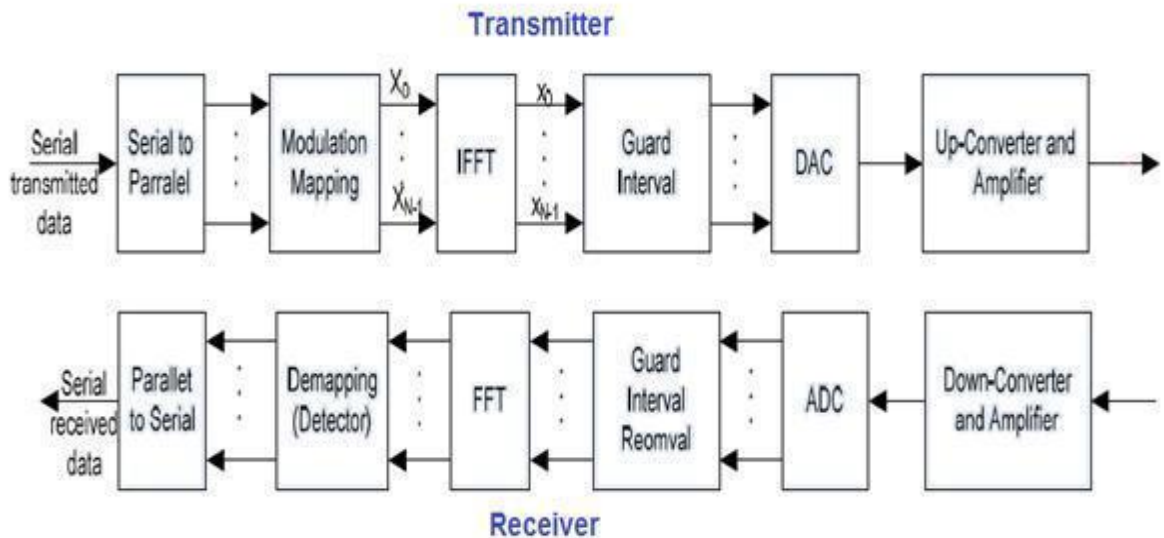 Transmitter
Serial
transmitted
data
Serial to
Parralel
Modulation
Mapping
X0
XN-1
IFFT
x0
xN-1
Guard
Interval
DAC
Up-Converter and
Amplifier
Serial
received
data
Parallet
to Serial
Demapping
(Detector)
FFT
Guard
Interval
Reomval
ADC
Down-Converter
and Amplifier
Receiver